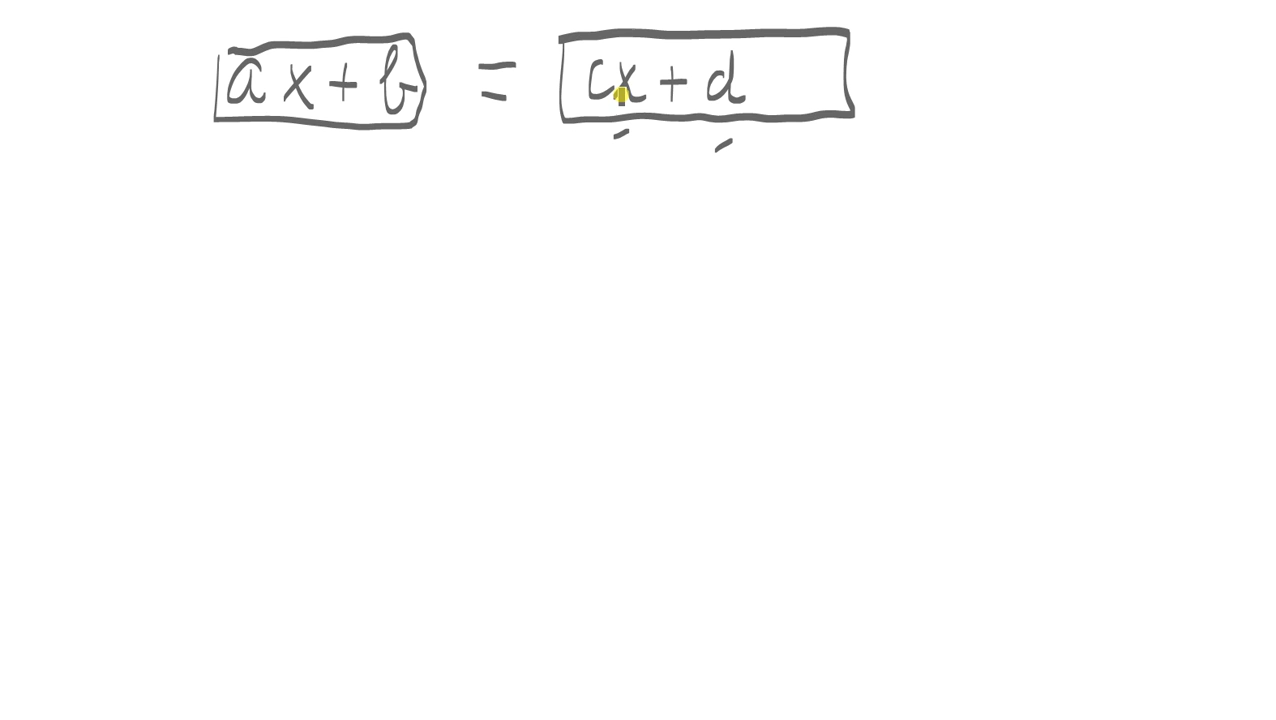 ax + b = cx + d